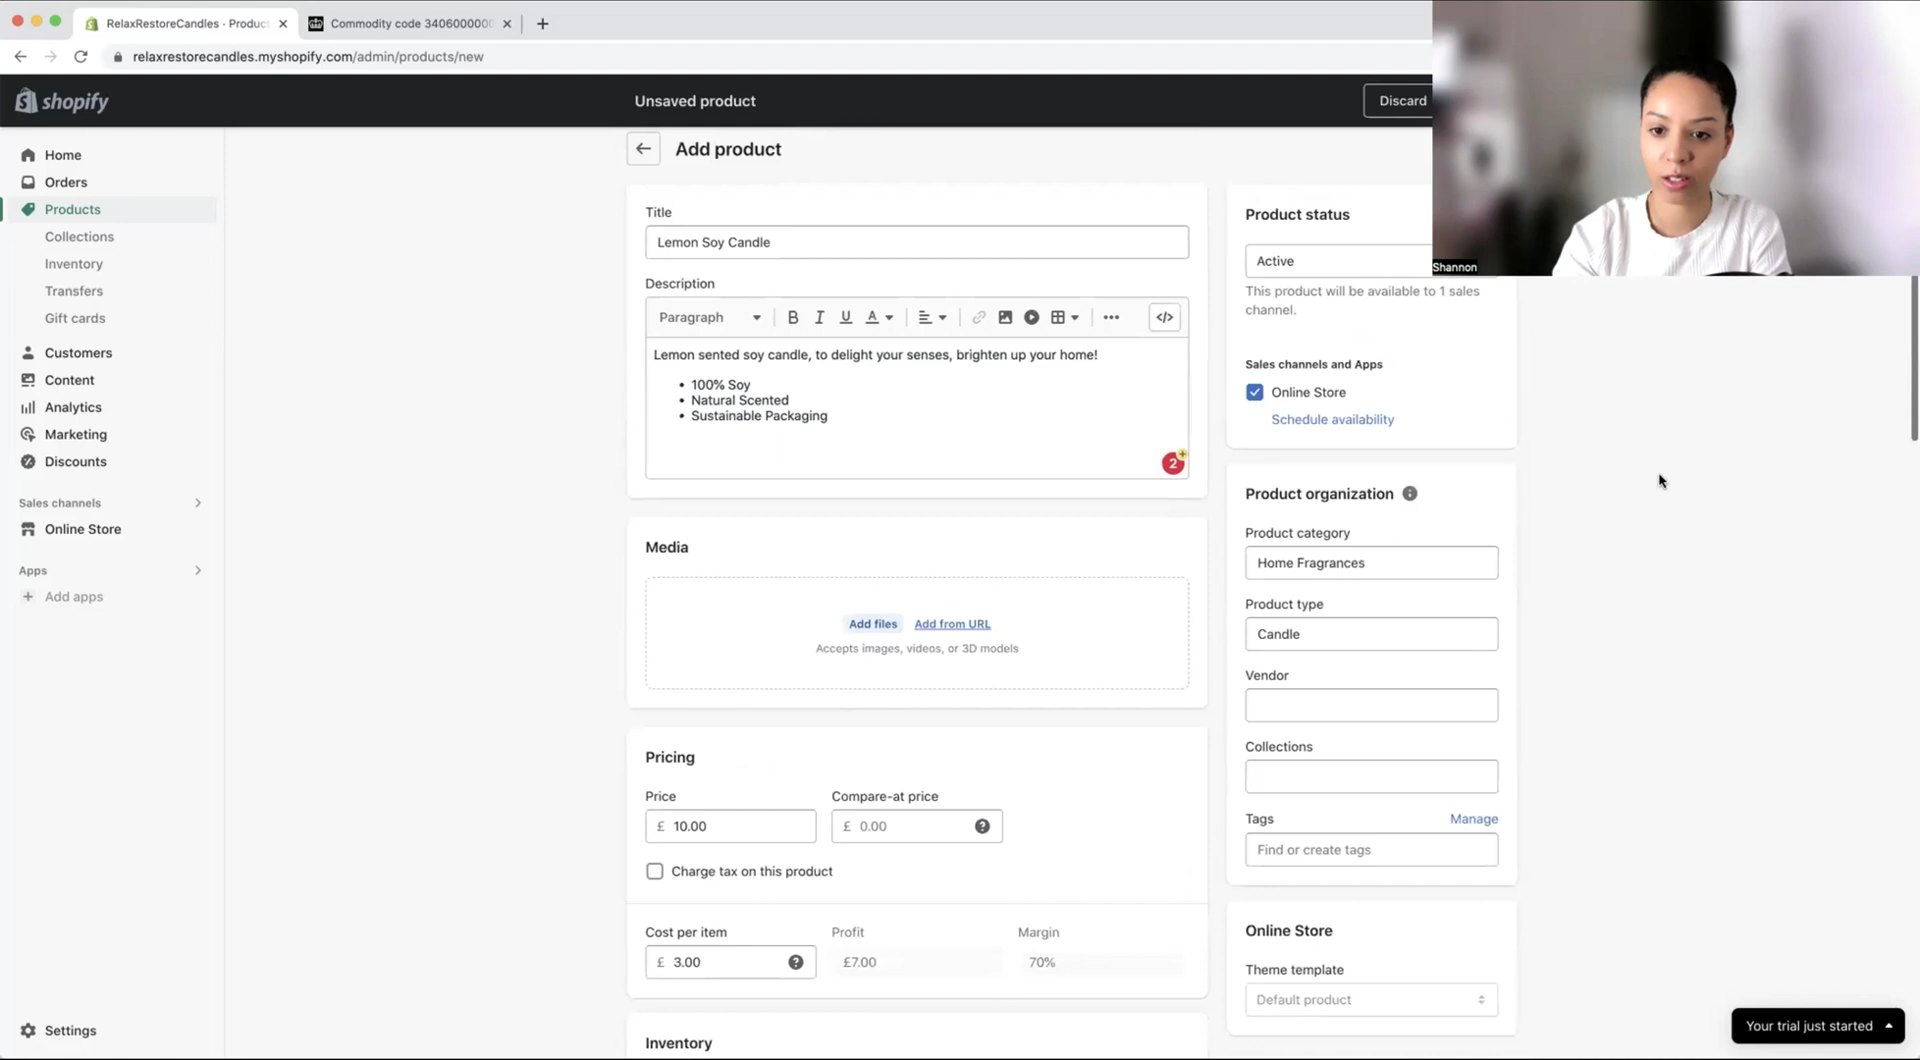 RelaxRestoreCandles · Product
Commodity code 3406000000
relaxrestorecandles.myshopify.com/admin/products/new
shopify
Unsaved product
Discard
Shannon
Home
Orders
Products
Collections
Inventory
Transfers
Gift cards
Customers
Content
Analytics
Marketing
Discounts
Sales channels
Online Store
Apps
Add apps
Settings
Add product
Title
Lemon Soy Candle
Description
Paragraph
B I U A
</>
Lemon sented soy candle, to delight your senses, brighten up your home!
• 100% Soy
• Natural Scented
• Sustainable Packaging
2
Media
Add files Add from URL
Accepts images, videos, or 3D models
Pricing
Price Compare-at price
£ 10.00 £ 0.00
Charge tax on this product
Cost per item Profit Margin
£ 3.00 £7.00 70%
Inventory
Product status
Active
This product will be available to 1 sales
channel.
Sales channels and Apps
Online Store
Schedule availability
Product organization
Product category
Home Fragrances
Product type
Candle
Vendor
Collections
Tags Manage
Find or create tags
Online Store
Theme template
Default product
Your trial just started